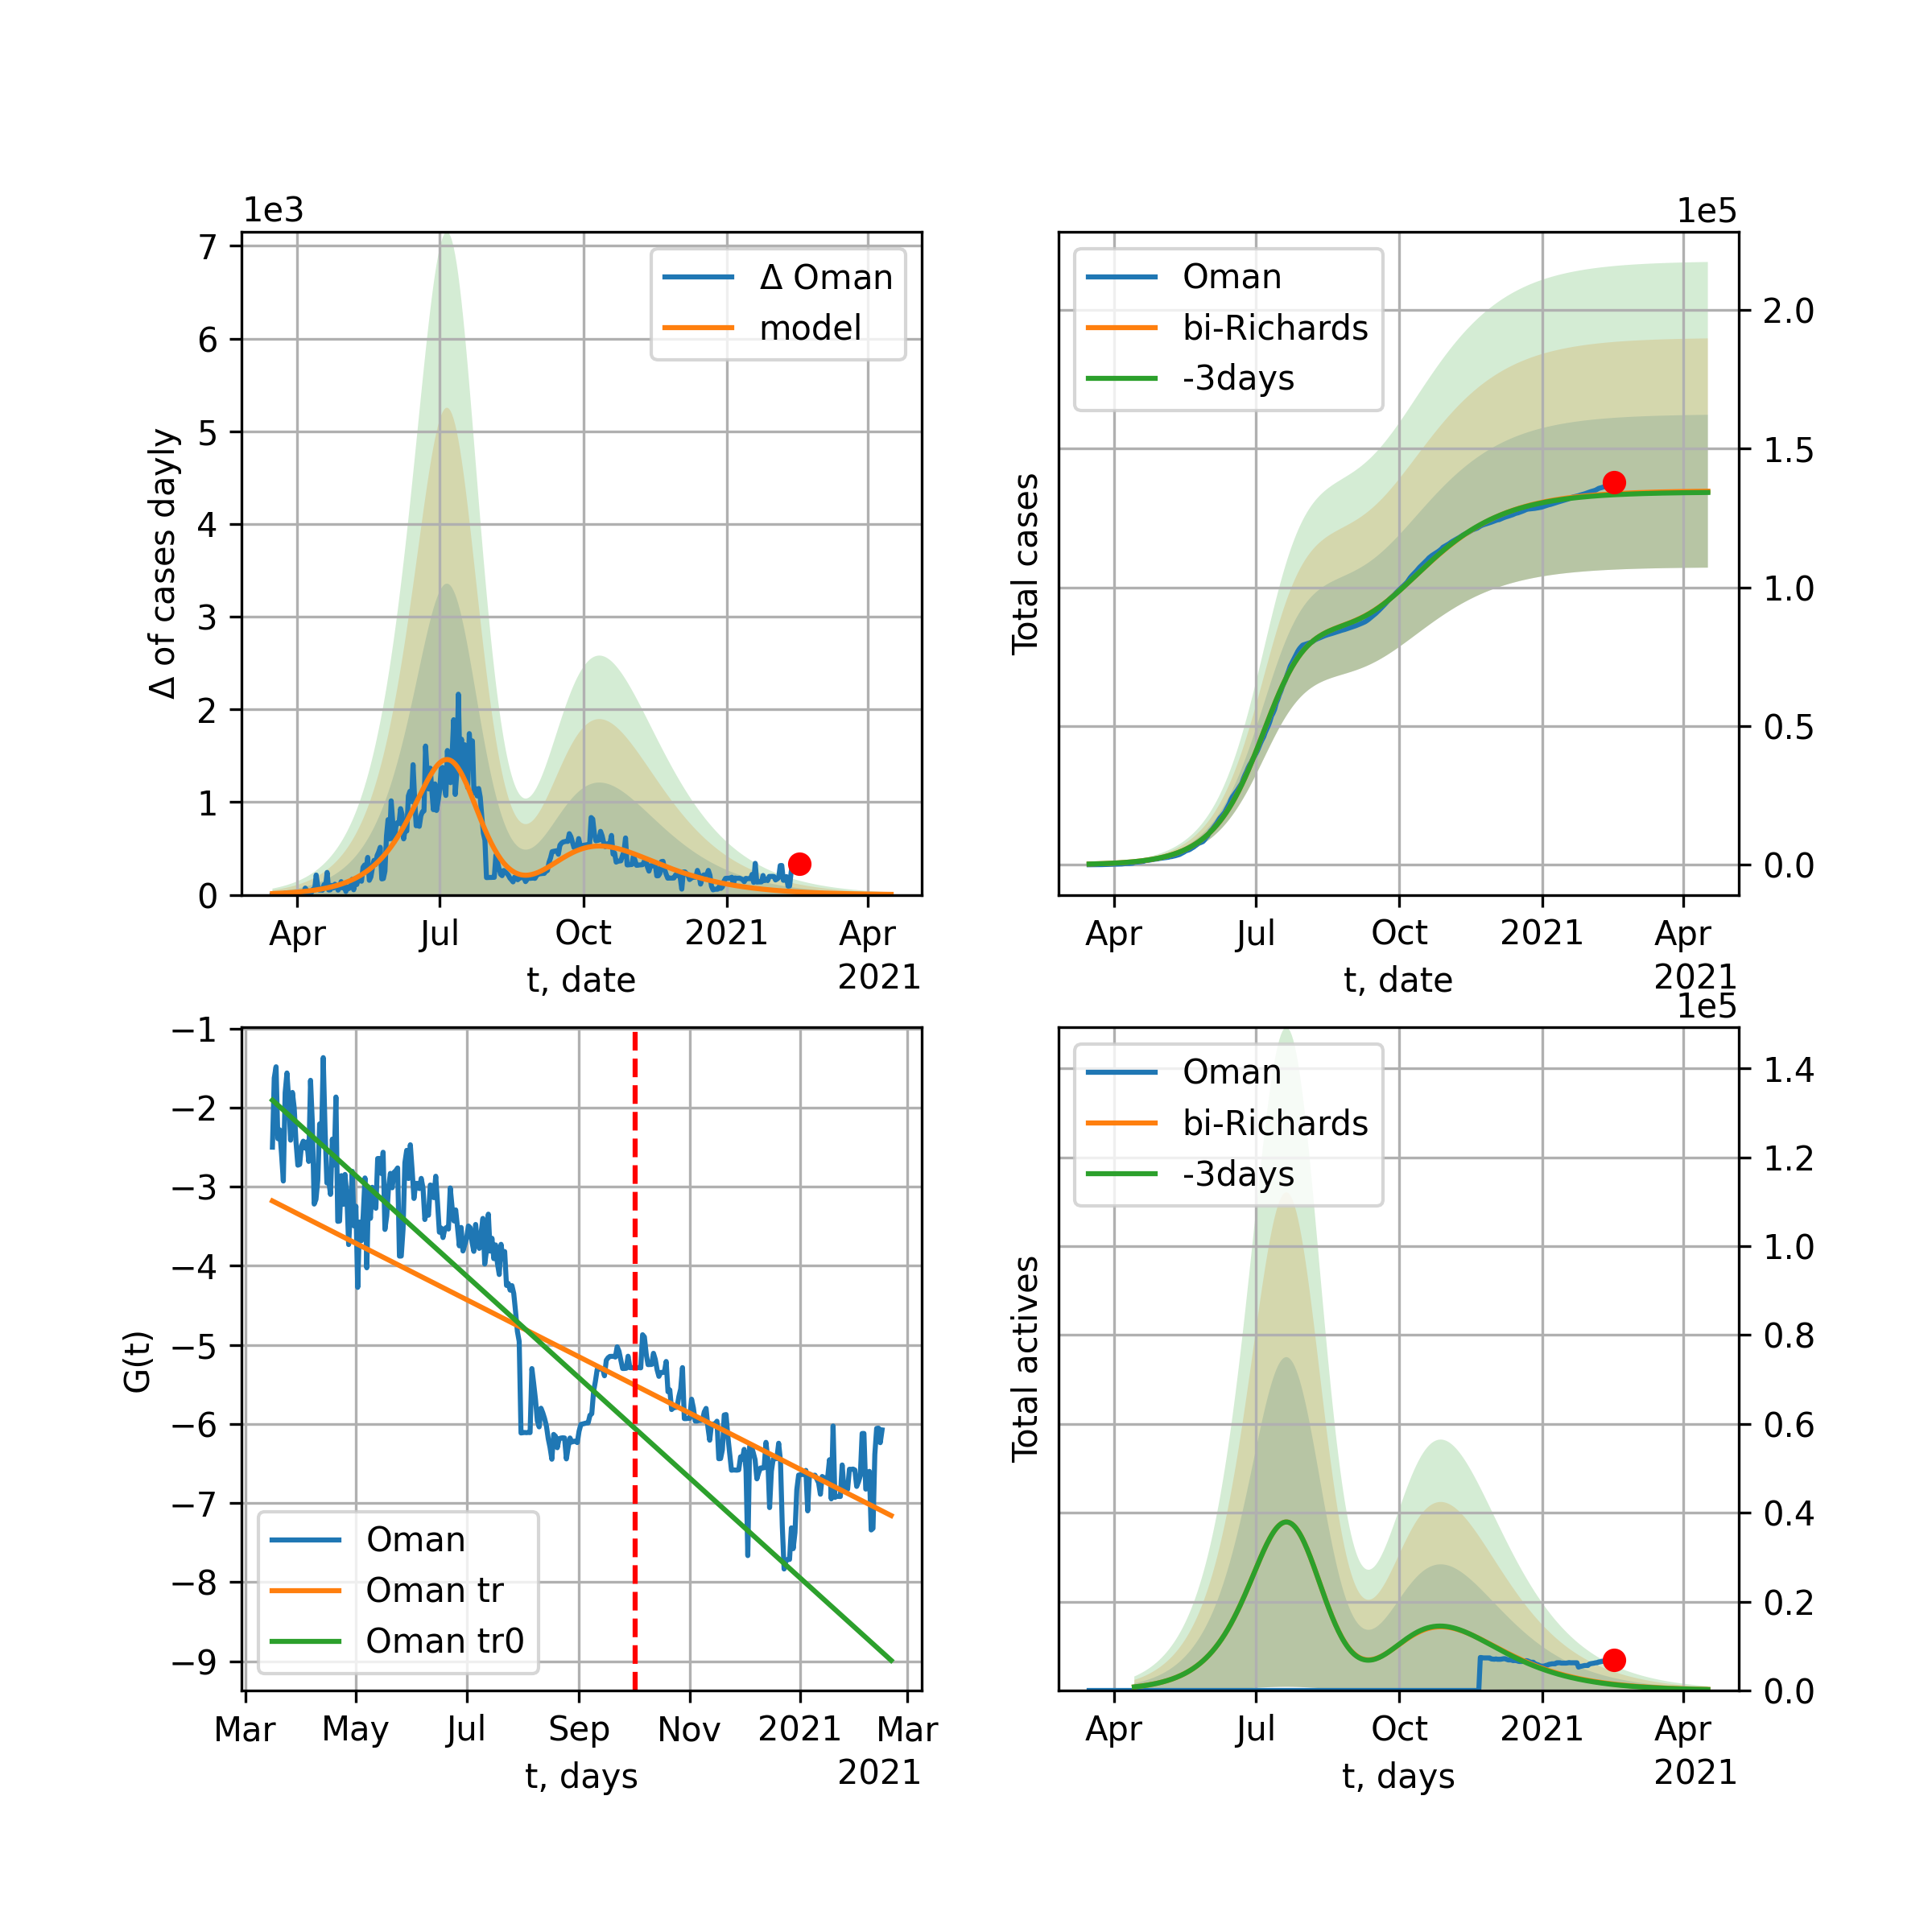 1e3
7
6
5
4
3
2
1
0
Δ of cases dayly
Δ Oman
model
Apr Jul Oct 2021 Apr
2021
t, date
1e5
Oman
bi-Richards
-3days
2.0
1.5
1.0
0.5
0.0
Total cases
Apr Jul Oct 2021 Apr
2021
t, date
−1
−2
−3
−4
−5
−6
−7
−8
−9
G(t)
Oman
Oman tr
Oman tr0
Mar May Jul Sep Nov 2021 Mar
2021
t, days
1e5
Oman
bi-Richards
-3days
1.4
1.2
1.0
0.8
0.6
0.4
0.2
0.0
Total actives
Apr Jul Oct 2021 Apr
2021
t, days